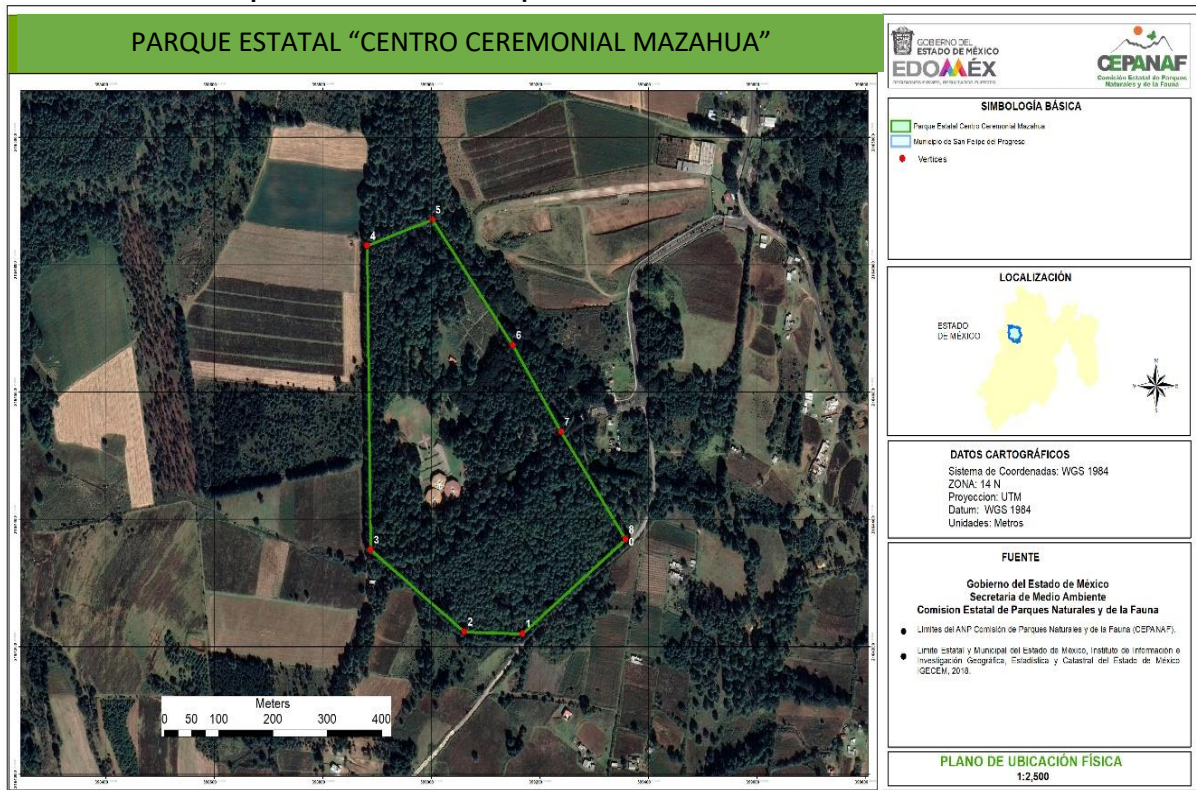 PARQUE ESTATAL “CENTRO CEREMONIAL MAZAHUA”
GOBIERNO DEL
ESTADO DE MÉXICO
EDOMÉX
DECISIONES FIRMES, RESULTADOS FUERTES
CEPANAF
Comisión Estatal de Parques
Naturales y de la Fauna
SIMBOLOGÍA BÁSICA
Parque Estatal Centro Ceremonial Mazahua
Municipio de San Felipe del Progreso
Vertices
LOCALIZACIÓN
ESTADO
DE MÉXICO
DATOS CARTOGRÁFICOS
Sistema de Coordenadas: WGS 1984
ZONA: 14 N
Proyeccion: UTM
Datum: WGS 1984
Unidades: Metros
FUENTE
Gobierno del Estado de México
Secretaria de Medio Ambiente
Comision Estatal de Parques Naturales y de la Fauna
Limites del ANP Comisión de Parques Naturales y de la Fauna (CEPANAF).
Limite Estatal y Municipal del Estado de México, Instituto de Información e
Investigación Geográfica, Estadística y Catastral del Estado de México
IGECEM, 2018.
PLANO DE UBICACIÓN FÍSICA
1:2,500
5
4
6
7
8
0
3
2
1
Meters
0 50 100 200 300 400